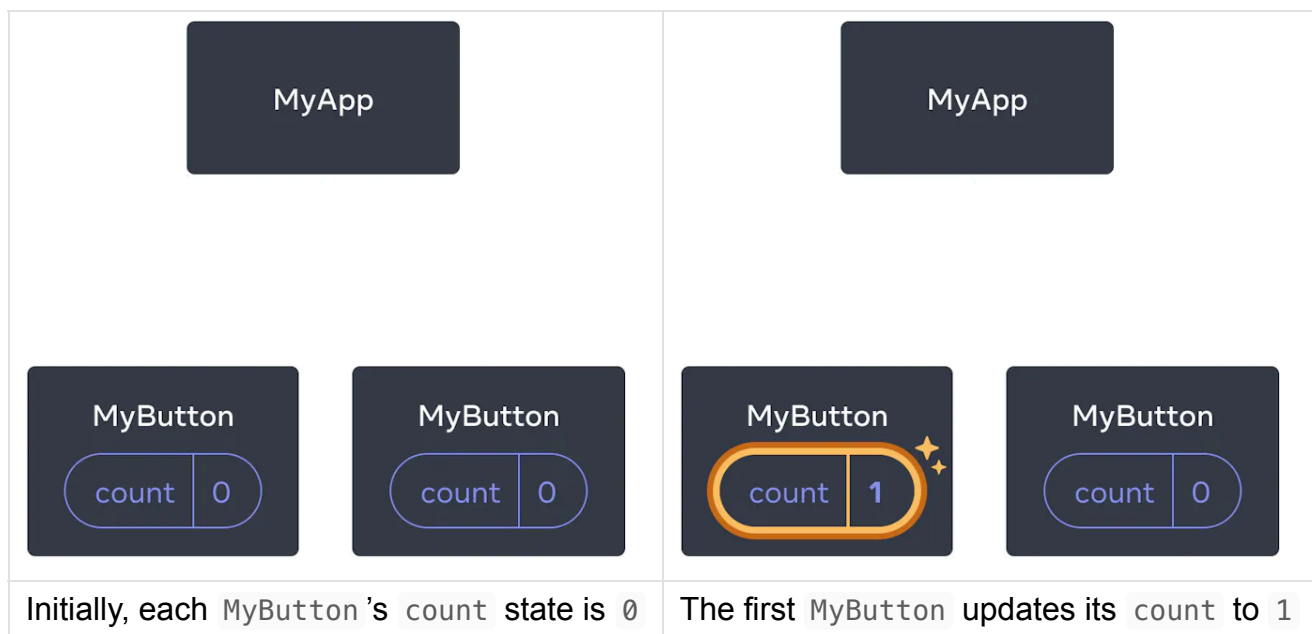 MyApp
MyButton
count 0
MyButton
count 0
Initially, each MyButton’s count state is 0
MyApp
MyButton
count 1
MyButton
count 0
The first MyButton updates its count to 1